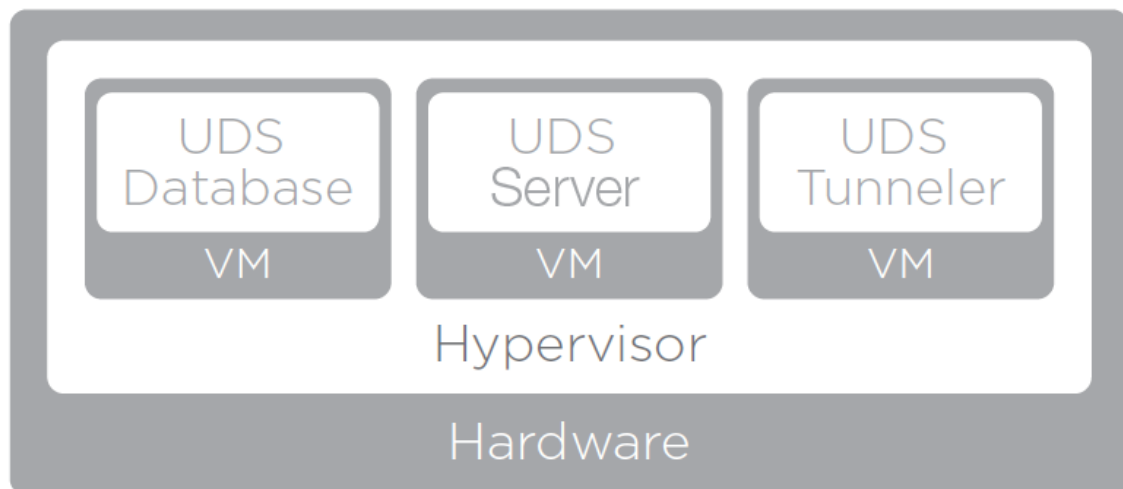 UDS
Database
VM
UDS
Server
VM
UDS
Tunneler
VM
Hypervisor
Hardware